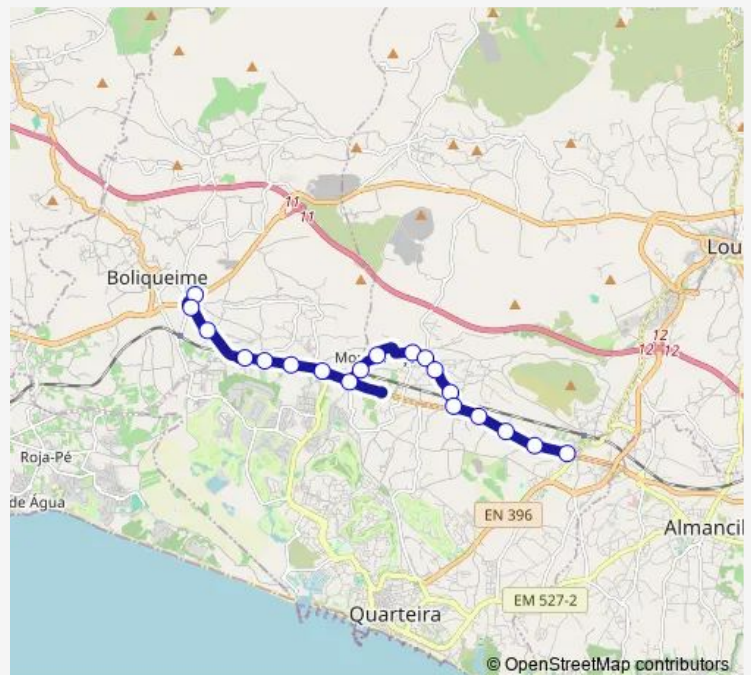 11
11
Lou
Boliqueime
12
12 12
Mo
Roja-Pé
de Água
EN 396
Almancil
EM 527-2
Quarteira
© OpenStreetMap contributors